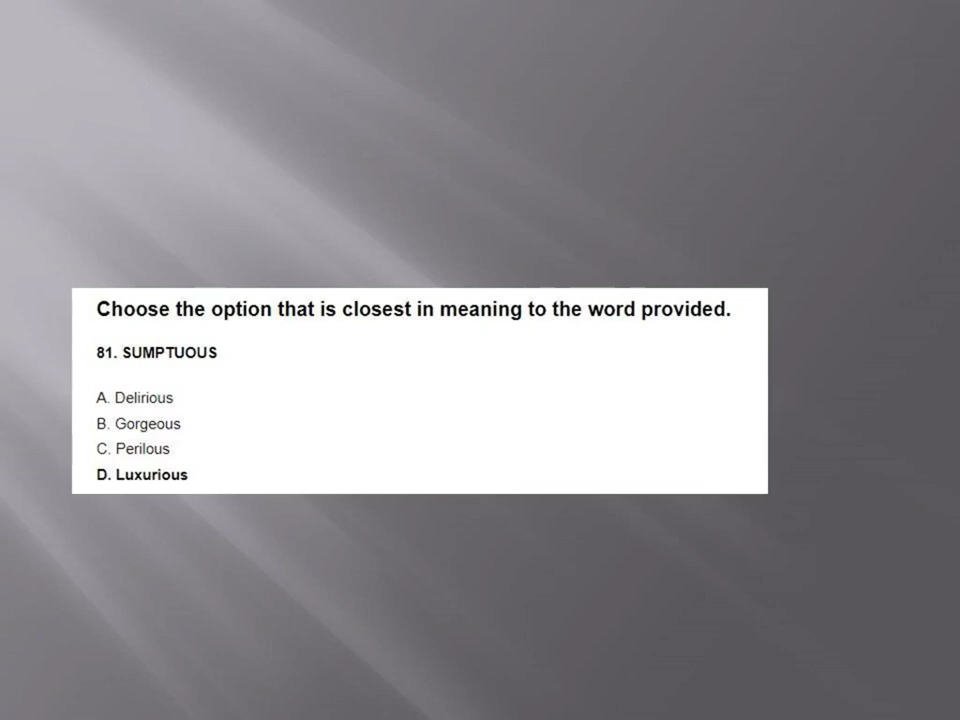 Choose the option that is closest in meaning to the word provided.
81. SUMPTUOUS
A. Delirious
B. Gorgeous
C. Perilous
D. Luxurious